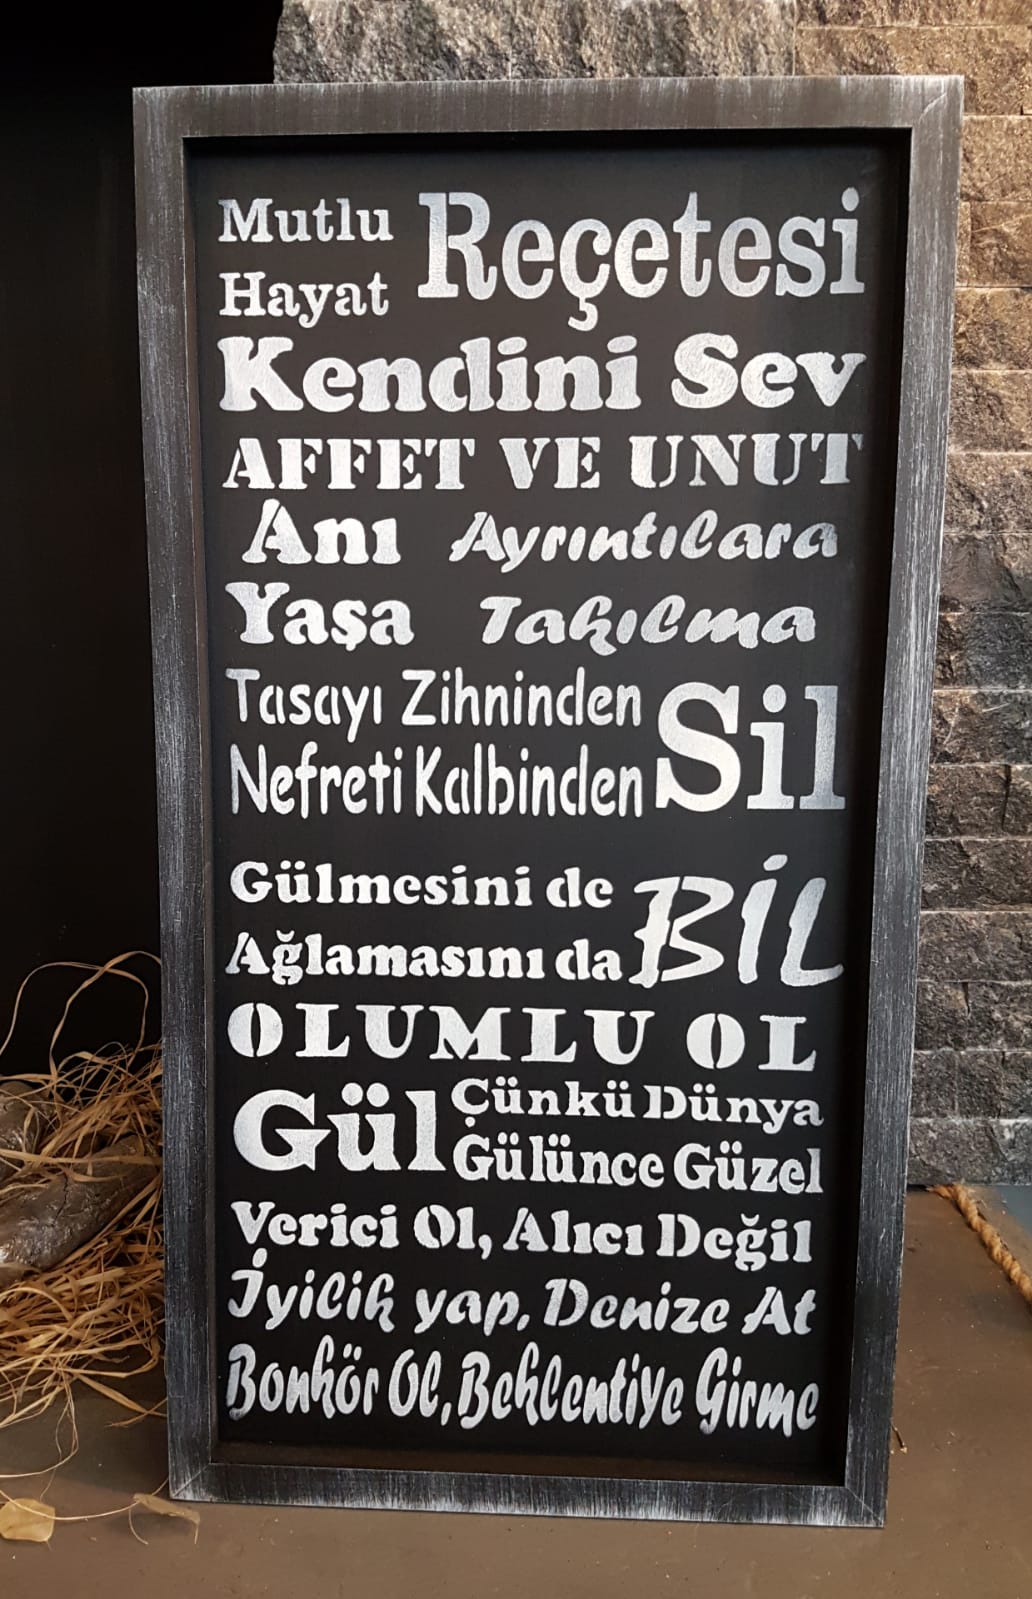 Mutlu Hayat Reçetesi
Kendini Sev
AFFET VE UNUT
Anı Yaşa
Ayrıntılara Takılma
Tasayı Zihninden
Nefreti Kalbinden
Sil
Gülmesini de
Ağlamasını da
BİL
OLUMLU OL
Gül
Çünkü Dünya
Gülünce Güzel
Verici Ol, Alıcı Değil
İyilik yap, Denize At
Bonkör Ol, Beklentiye Girme